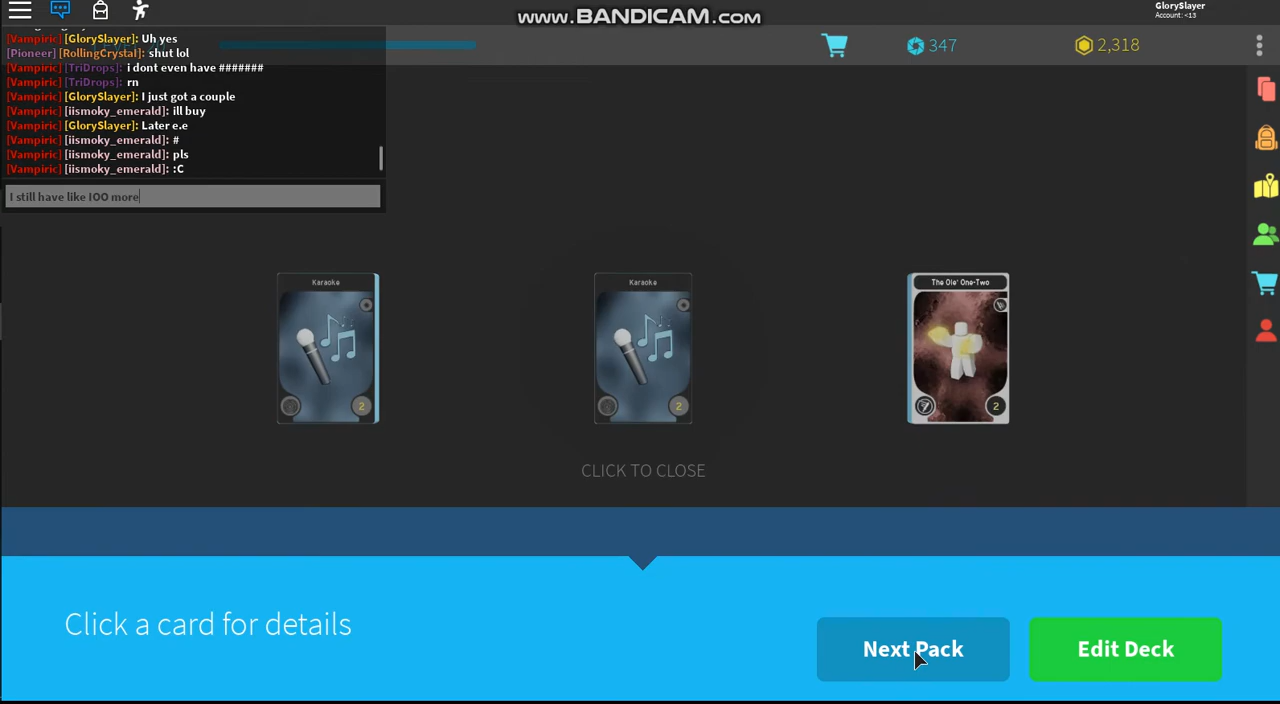 www.BANDICAM.com
GlorySlayer
Account: <13
[Vampiric] [GlorySlayer]: Uh yes
[Pioneer] [RollingCrystal]: shut lol
[Vampiric] [TriDrops]: i dont even have #######
[Vampiric] [TriDrops]: rn
[Vampiric] [GlorySlayer]: I just got a couple
[Vampiric] [iismoky_emerald]: ill buy
[Vampiric] [GlorySlayer]: Later e.e
[Vampiric] [iismoky_emerald]: #
[Vampiric] [iismoky_emerald]: pls
[Vampiric] [iismoky_emerald]: :C
I still have like IOO more
347
2,318
Karaoke
2
Karaoke
2
The Ole' One-Two
2
CLICK TO CLOSE
Click a card for details
Next Pack
Edit Deck